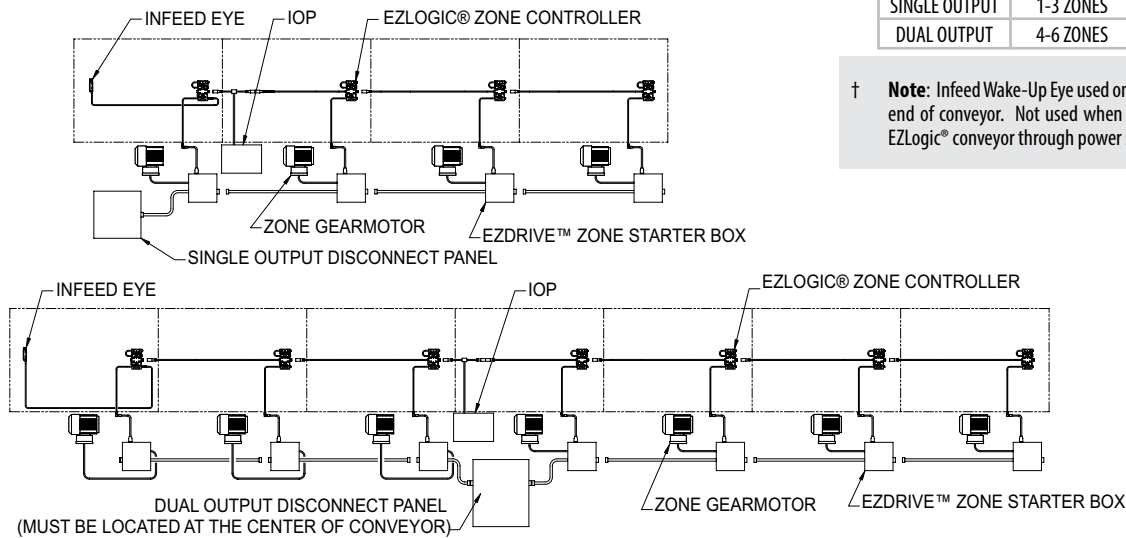 INFEED EYE
IOP
EZLOGIC® ZONE CONTROLLER
SINGLE OUTPUT 1-3 ZONES
DUAL OUTPUT 4-6 ZONES
† Note: Infeed Wake-Up Eye used
end of conveyor. Not used when
EZLogic® conveyor through power
ZONE GEARMOTOR
EZDRIVE™ ZONE STARTER BOX
SINGLE OUTPUT DISCONNECT PANEL
INFEED EYE
IOP
EZLOGIC® ZONE CONTROLLER
DUAL OUTPUT DISCONNECT PANEL
(MUST BE LOCATED AT THE CENTER OF CONVEYOR)
ZONE GEARMOTOR
EZDRIVE™ ZONE STARTER BOX